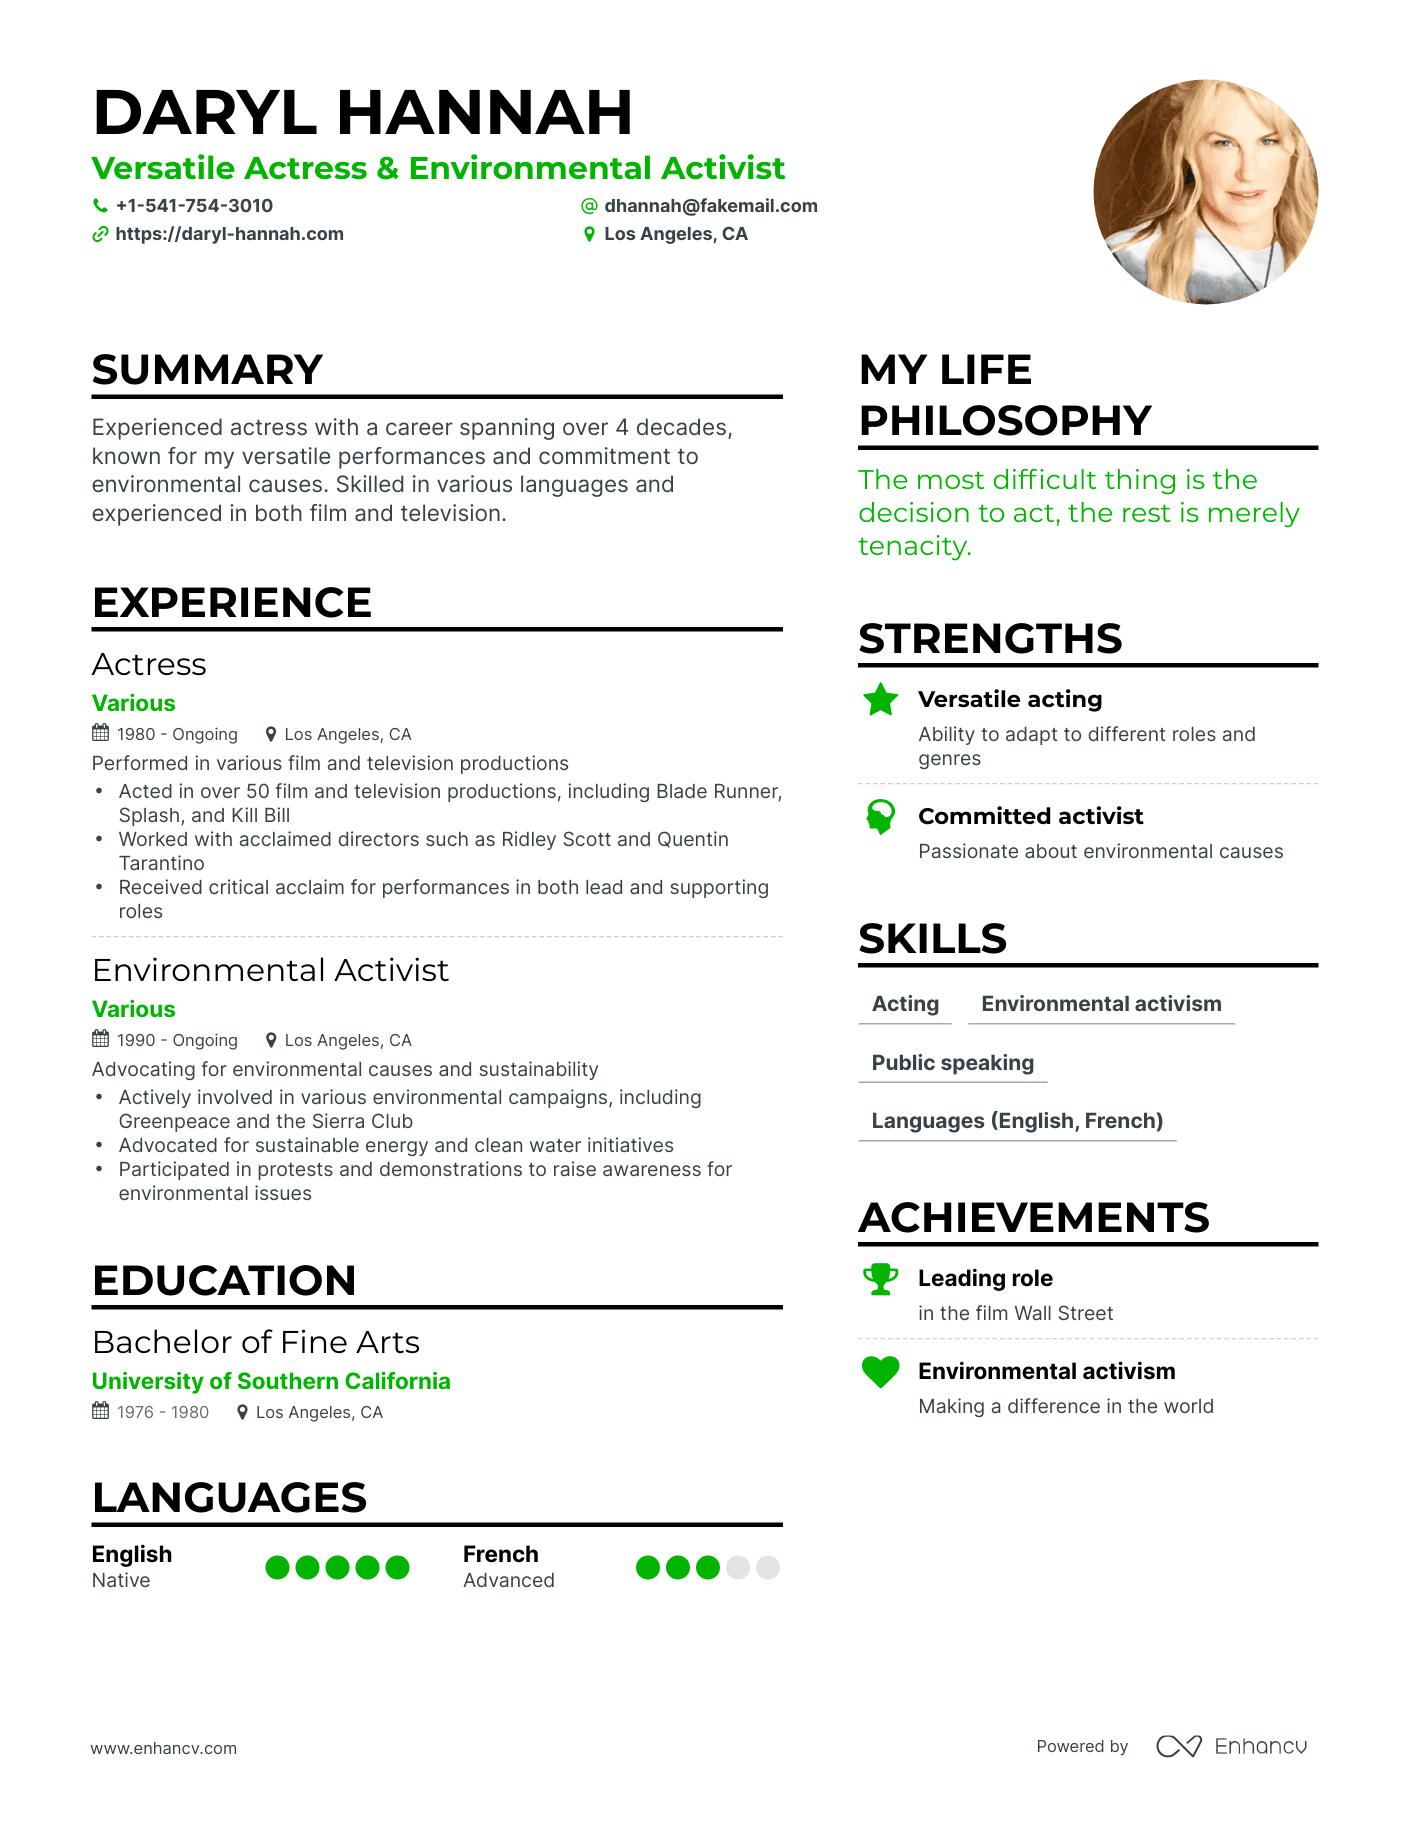 DARYL HANNAH
Versatile Actress & Environmental Activist
+1-541-754-3010
dhannah@fakemail.com
https://daryl-hannah.com
Los Angeles, CA
SUMMARY
Experienced actress with a career spanning over 4 decades,
known for my versatile performances and commitment to
environmental causes. Skilled in various languages and
experienced in both film and television.
EXPERIENCE
Actress
Various
1980 - Ongoing
Los Angeles, CA
Performed in various film and television productions
• Acted in over 50 film and television productions, including Blade Runner,
Splash, and Kill Bill
• Worked with acclaimed directors such as Ridley Scott and Quentin
Tarantino
• Received critical acclaim for performances in both lead and supporting
roles
Environmental Activist
Various
1990 - Ongoing
Los Angeles, CA
Advocating for environmental causes and sustainability
• Actively involved in various environmental campaigns, including
Greenpeace and the Sierra Club
• Advocated for sustainable energy and clean water initiatives
• Participated in protests and demonstrations to raise awareness for
environmental issues
EDUCATION
Bachelor of Fine Arts
University of Southern California
1976 - 1980
Los Angeles, CA
LANGUAGES
English
Native
French
Advanced
MY LIFE
PHILOSOPHY
The most difficult thing is the
decision to act, the rest is merely
tenacity.
STRENGTHS
Versatile acting
Ability to adapt to different roles and
genres
Committed activist
Passionate about environmental causes
SKILLS
Acting
Environmental activism
Public speaking
Languages (English, French)
ACHIEVEMENTS
Leading role
in the film Wall Street
Environmental activism
Making a difference in the world
www.enhancv.com
Powered by
Enhancv